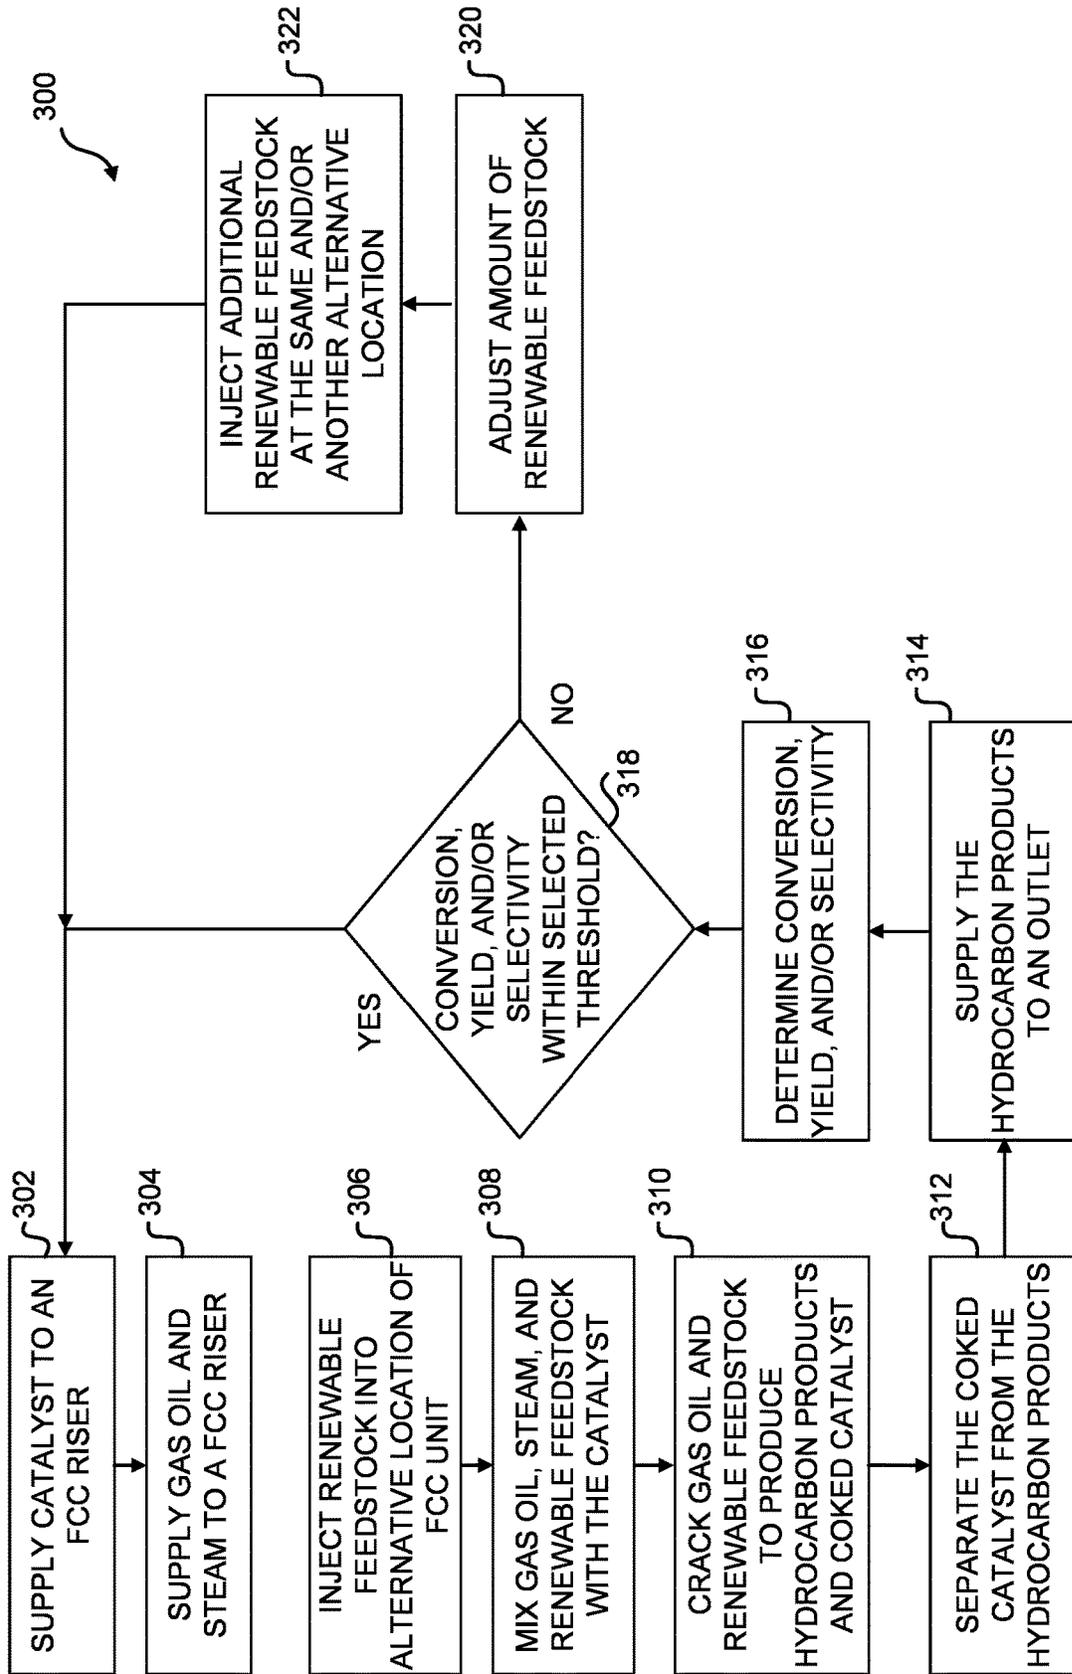 300
302
SUPPLY CATALYST TO AN
FCC RISER
304
SUPPLY GAS OIL AND
STEAM TO A FCC RISER
306
INJECT RENEWABLE
FEEDSTOCK INTO
ALTERNATIVE LOCATION OF
FCC UNIT
308
MIX GAS OIL, STEAM, AND
RENEWABLE FEEDSTOCK
WITH THE CATALYST
310
CRACK GAS OIL AND
RENEWABLE FEEDSTOCK
TO PRODUCE
HYDROCARBON PRODUCTS
AND COKED CATALYST
312
SEPARATE THE COKED
CATALYST FROM THE
HYDROCARBON PRODUCTS
314
SUPPLY THE
HYDROCARBON PRODUCTS
TO AN OUTLET
316
DETERMINE CONVERSION,
YIELD, AND/OR SELECTIVITY
318
CONVERSION,
YIELD, AND/OR
SELECTIVITY
WITHIN SELECTED
THRESHOLD?
YES
NO
320
ADJUST AMOUNT OF
RENEWABLE FEEDSTOCK
322
INJECT ADDITIONAL
RENEWABLE FEEDSTOCK
AT THE SAME AND/OR
ANOTHER ALTERNATIVE
LOCATION